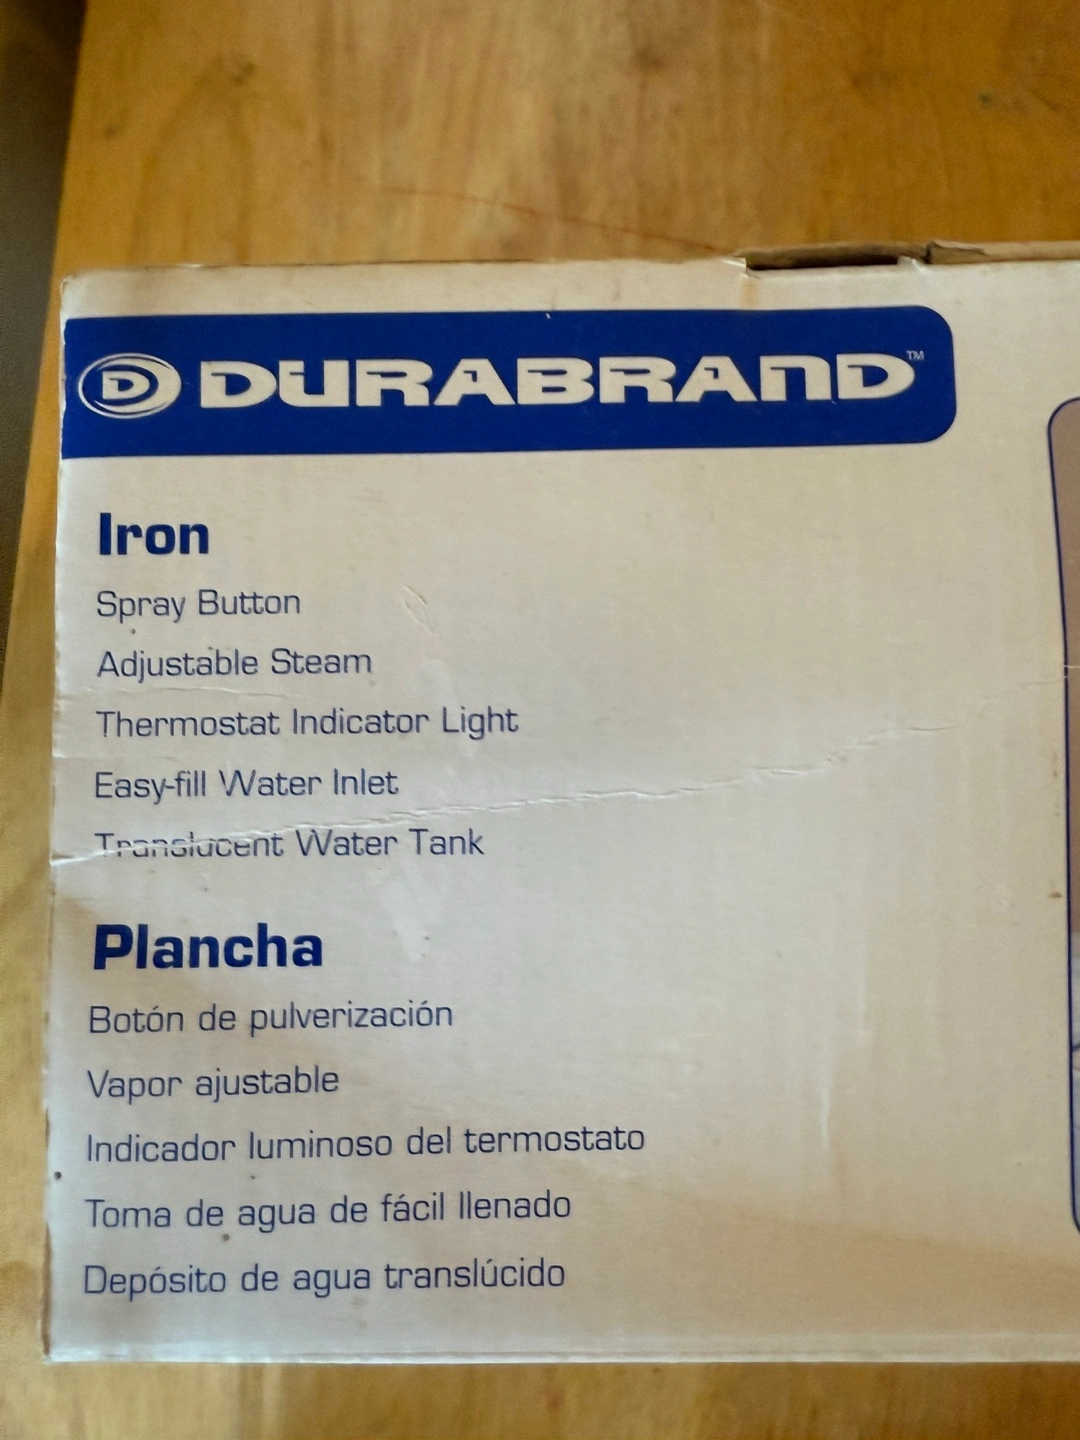 D DURABRAND™
Iron
Spray Button
Adjustable Steam
Thermostat Indicator Light
Easy-fill Water Inlet
Translucent Water Tank
Plancha
Botón de pulverización
Vapor ajustable
Indicador luminoso del termostato
Toma de agua de fácil llenado
Depósito de agua translúcido